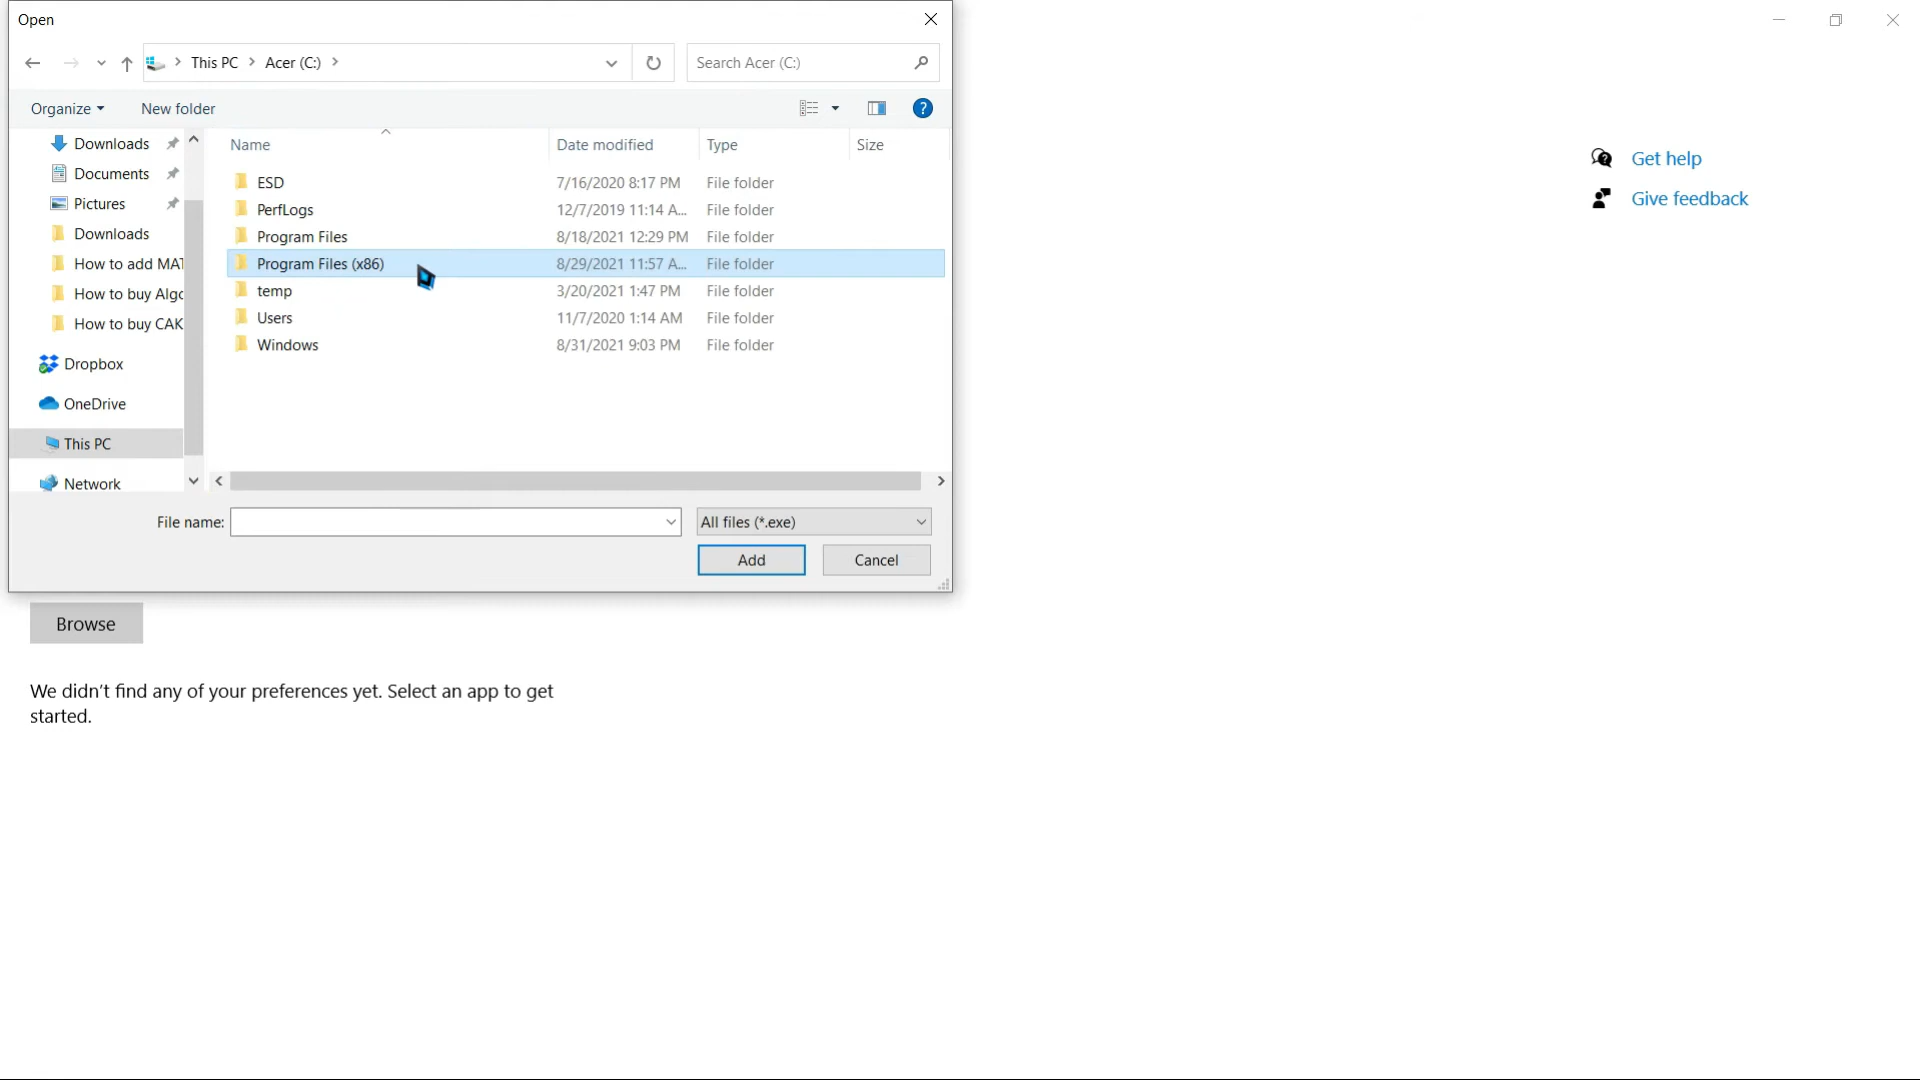 Open
This PC
Acer (C:)
Search Acer (C:)
Organize
New folder
Downloads
Documents
Pictures
Downloads
How to add MAT
How to buy Algo
How to buy CAK
Dropbox
OneDrive
This PC
Network
Name Date modified Type Size
ESD 7/16/2020 8:17 PM File folder
PerfLogs 12/7/2019 11:14 A... File folder
Program Files 8/18/2021 12:29 PM File folder
Program Files (x86) 8/29/2021 11:57 A... File folder
temp 3/20/2021 1:47 PM File folder
Users 11/7/2020 1:14 AM File folder
Windows 8/31/2021 9:03 PM File folder
File name:
All files (*.exe)
Add
Cancel
Browse
We didn't find any of your preferences yet. Select an app to get
started.
Get help
Give feedback